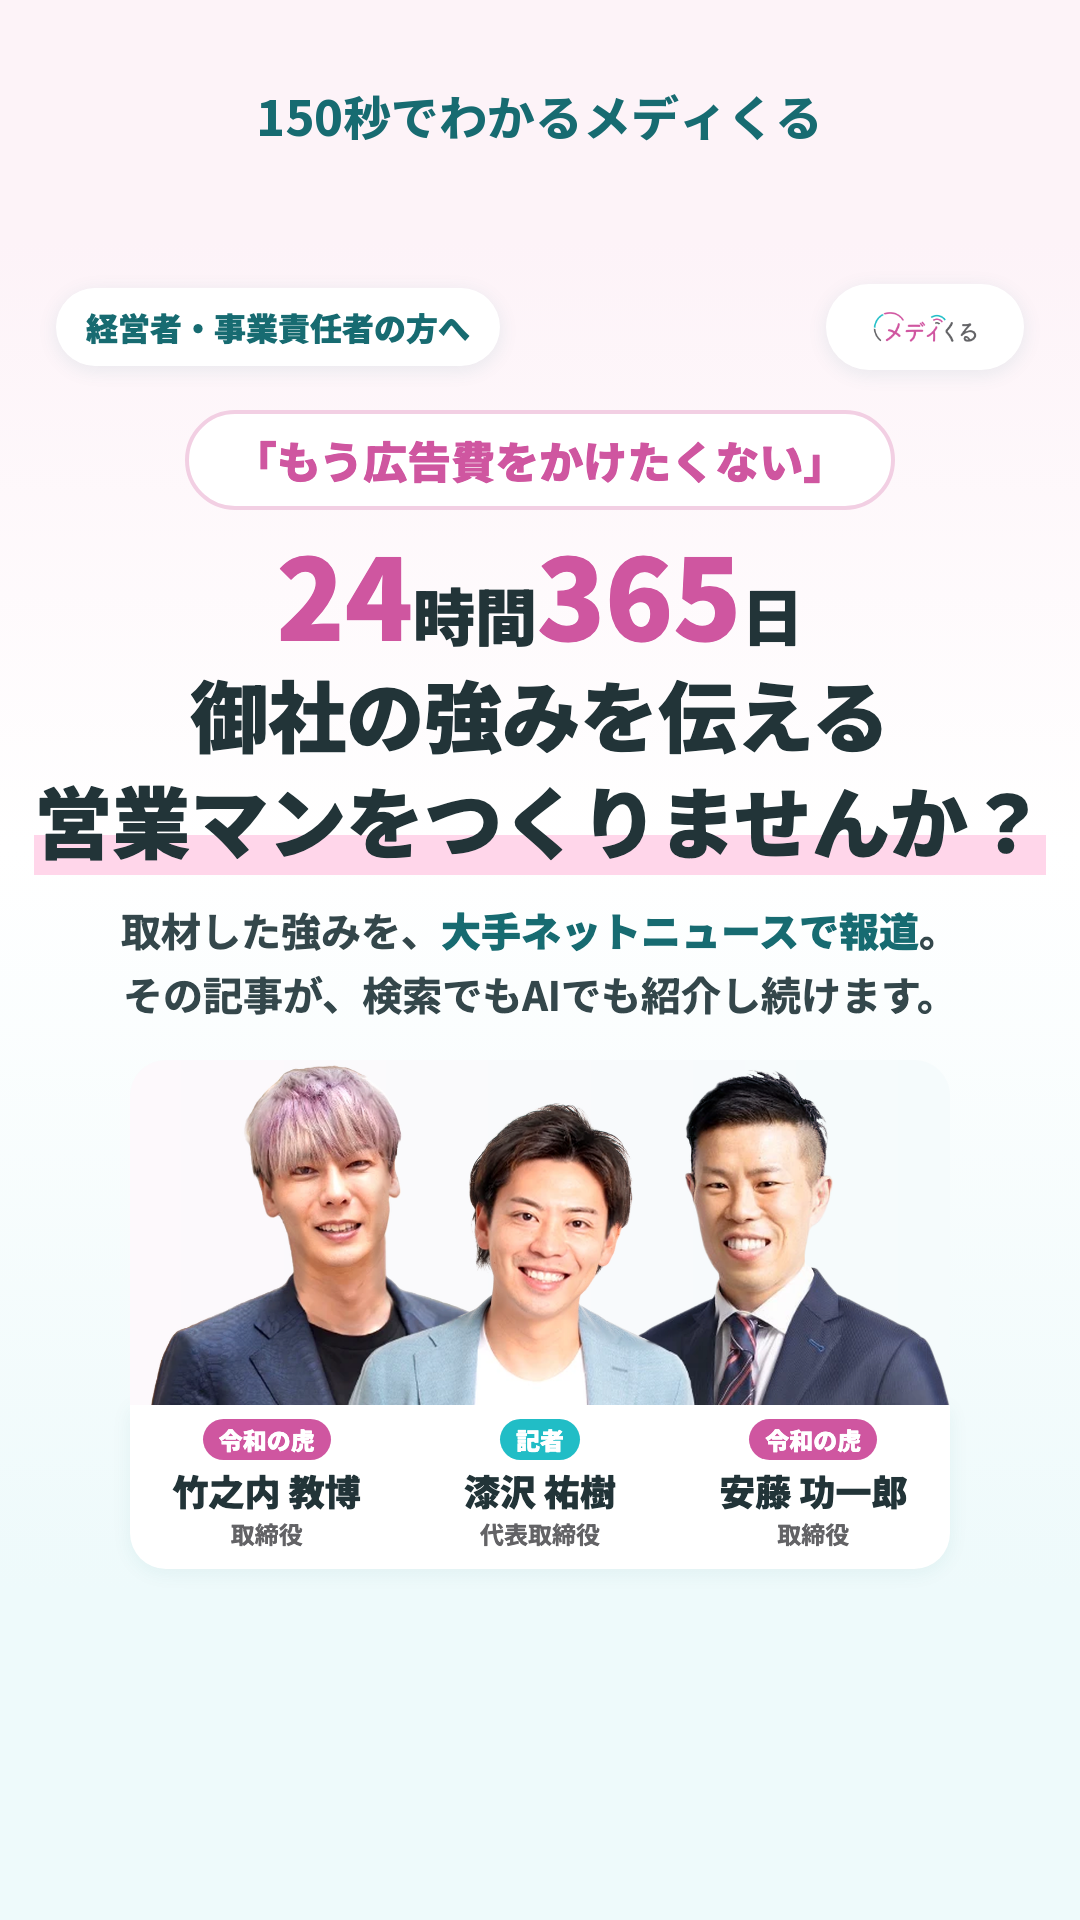 150秒でわかるメディくる
経営者・事業責任者の方へ
メディくる
「もう広告費をかけたくない」
24時間365日
御社の強みを伝える
営業マンをつくりませんか？
取材した強みを、大手ネットニュースで報道。
その記事が、検索でもAIでも紹介し続けます。
令和の虎
竹之内 教博
取締役
記者
漆沢 祐樹
代表取締役
令和の虎
安藤 功一郎
取締役